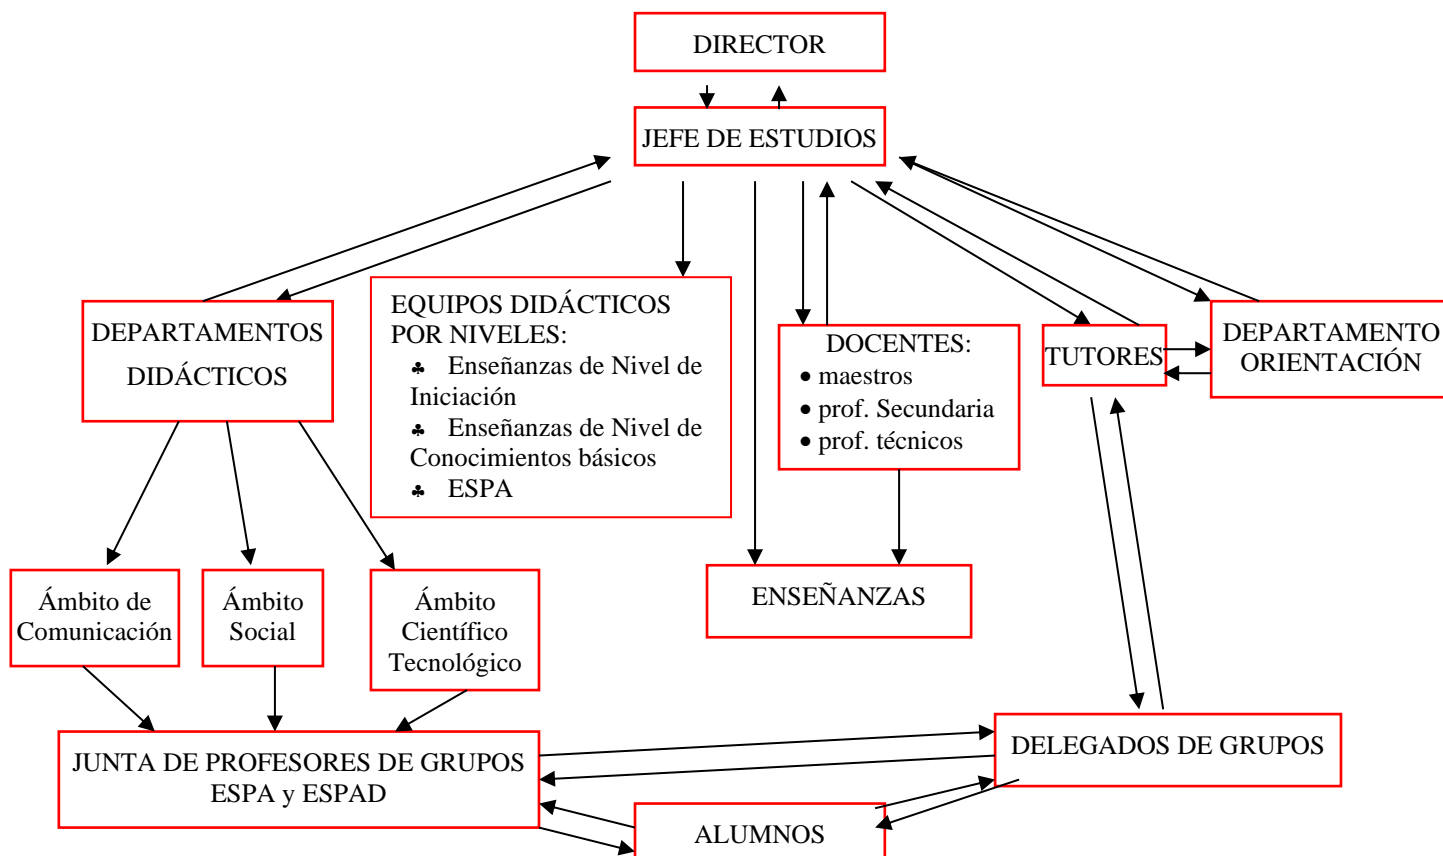 DIRECTOR
JEFE DE ESTUDIOS
DEPARTAMENTOS
DIDÁCTICOS
EQUIPOS DIDÁCTICOS
POR NIVELES:
♣ Enseñanzas de Nivel de
Iniciación
♣ Enseñanzas de Nivel de
Conocimientos básicos
♣ ESPA
DOCENTES:
• maestros
• prof. Secundaria
• prof. técnicos
TUTORES
DEPARTAMENTO
ORIENTACIÓN
Ámbito de
Comunicación
Ámbito
Social
Ámbito
Científico
Tecnológico
ENSEÑANZAS
JUNTA DE PROFESORES DE GRUPOS
ESPA y ESPAD
DELEGADOS DE GRUPOS
ALUMNOS